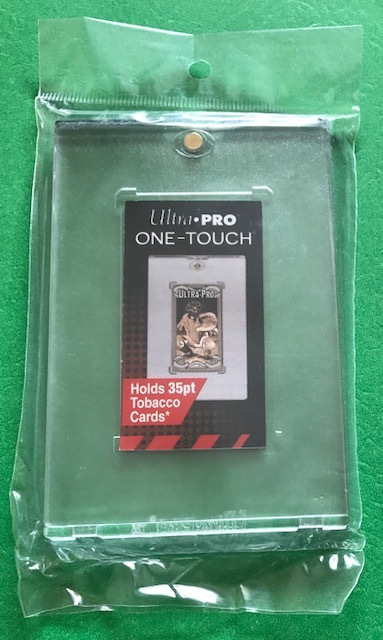 Ultra•PRO
ONE-TOUCH
ULTRA-PRO
Holds 35pt
Tobacco
Cards*